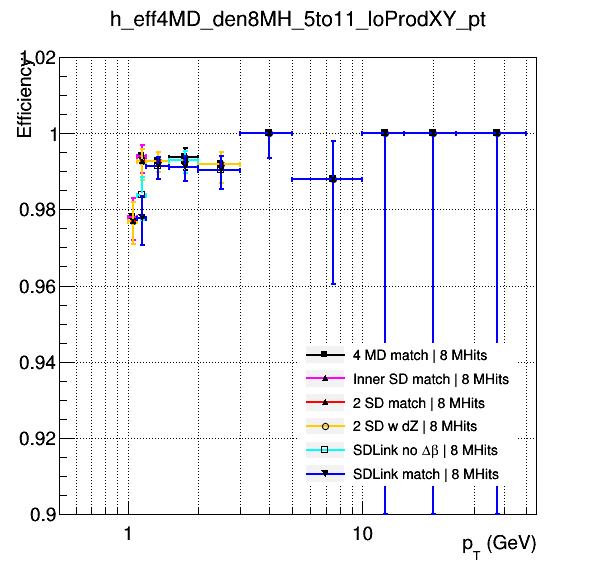 h_eff4MD_den8MH_5to11_loProdXY_pt
Efficiency
1.02
1
0.98
0.96
0.94
0.92
0.9
4 MD match | 8 MHits
Inner SD match | 8 MHits
2 SD match | 8 MHits
2 SD w dZ | 8 MHits
SDLink no Δβ | 8 MHits
SDLink match | 8 MHits
1
10
p_T (GeV)